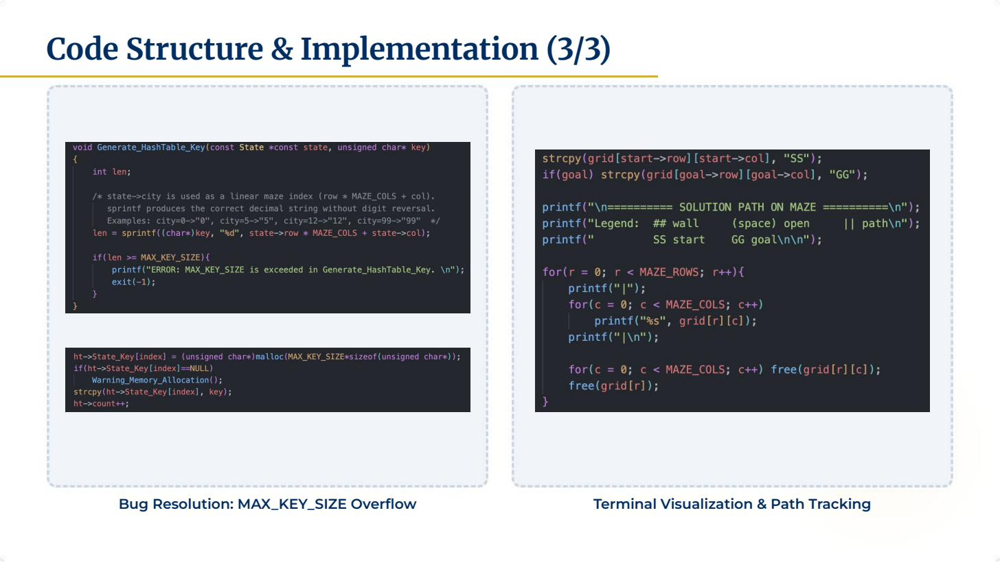 Code Structure & Implementation (3/3)
void Generate_HashTable_Key(const State *const state, unsigned char* key)
{
    int len;

    /* state->city is used as a linear maze index (row * MAZE_COLS + col).
       sprintf produces the correct decimal string without digit reversal.
       Examples: city=0->"0", city=5->"5", city=12->"12", city=99->"99"  */
    len = sprintf((char*)key, "%d", state->row * MAZE_COLS + state->col);

    if(len >= MAX_KEY_SIZE){
        printf("ERROR: MAX_KEY_SIZE is exceeded in Generate_HashTable_Key. \n");
        exit(-1);
    }
}
ht->State_Key[index] = (unsigned char*)malloc(MAX_KEY_SIZE*sizeof(unsigned char*));
if(ht->State_Key[index]==NULL)
    Warning_Memory_Allocation();
strcpy(ht->State_Key[index], key);
ht->count++;
Bug Resolution: MAX_KEY_SIZE Overflow
strcpy(grid[start->row][start->col], "SS");
if(goal) strcpy(grid[goal->row][goal->col], "GG");

printf("\n========== SOLUTION PATH ON MAZE ==========\n");
printf("Legend:  ## wall     (space) open     || path\n");
printf("         SS start    GG goal\n\n");

for(r = 0; r < MAZE_ROWS; r++){
    printf("|");
    for(c = 0; c < MAZE_COLS; c++)
        printf("%s", grid[r][c]);
    printf("|\n");

    for(c = 0; c < MAZE_COLS; c++) free(grid[r][c]);
    free(grid[r]);
}
Terminal Visualization & Path Tracking